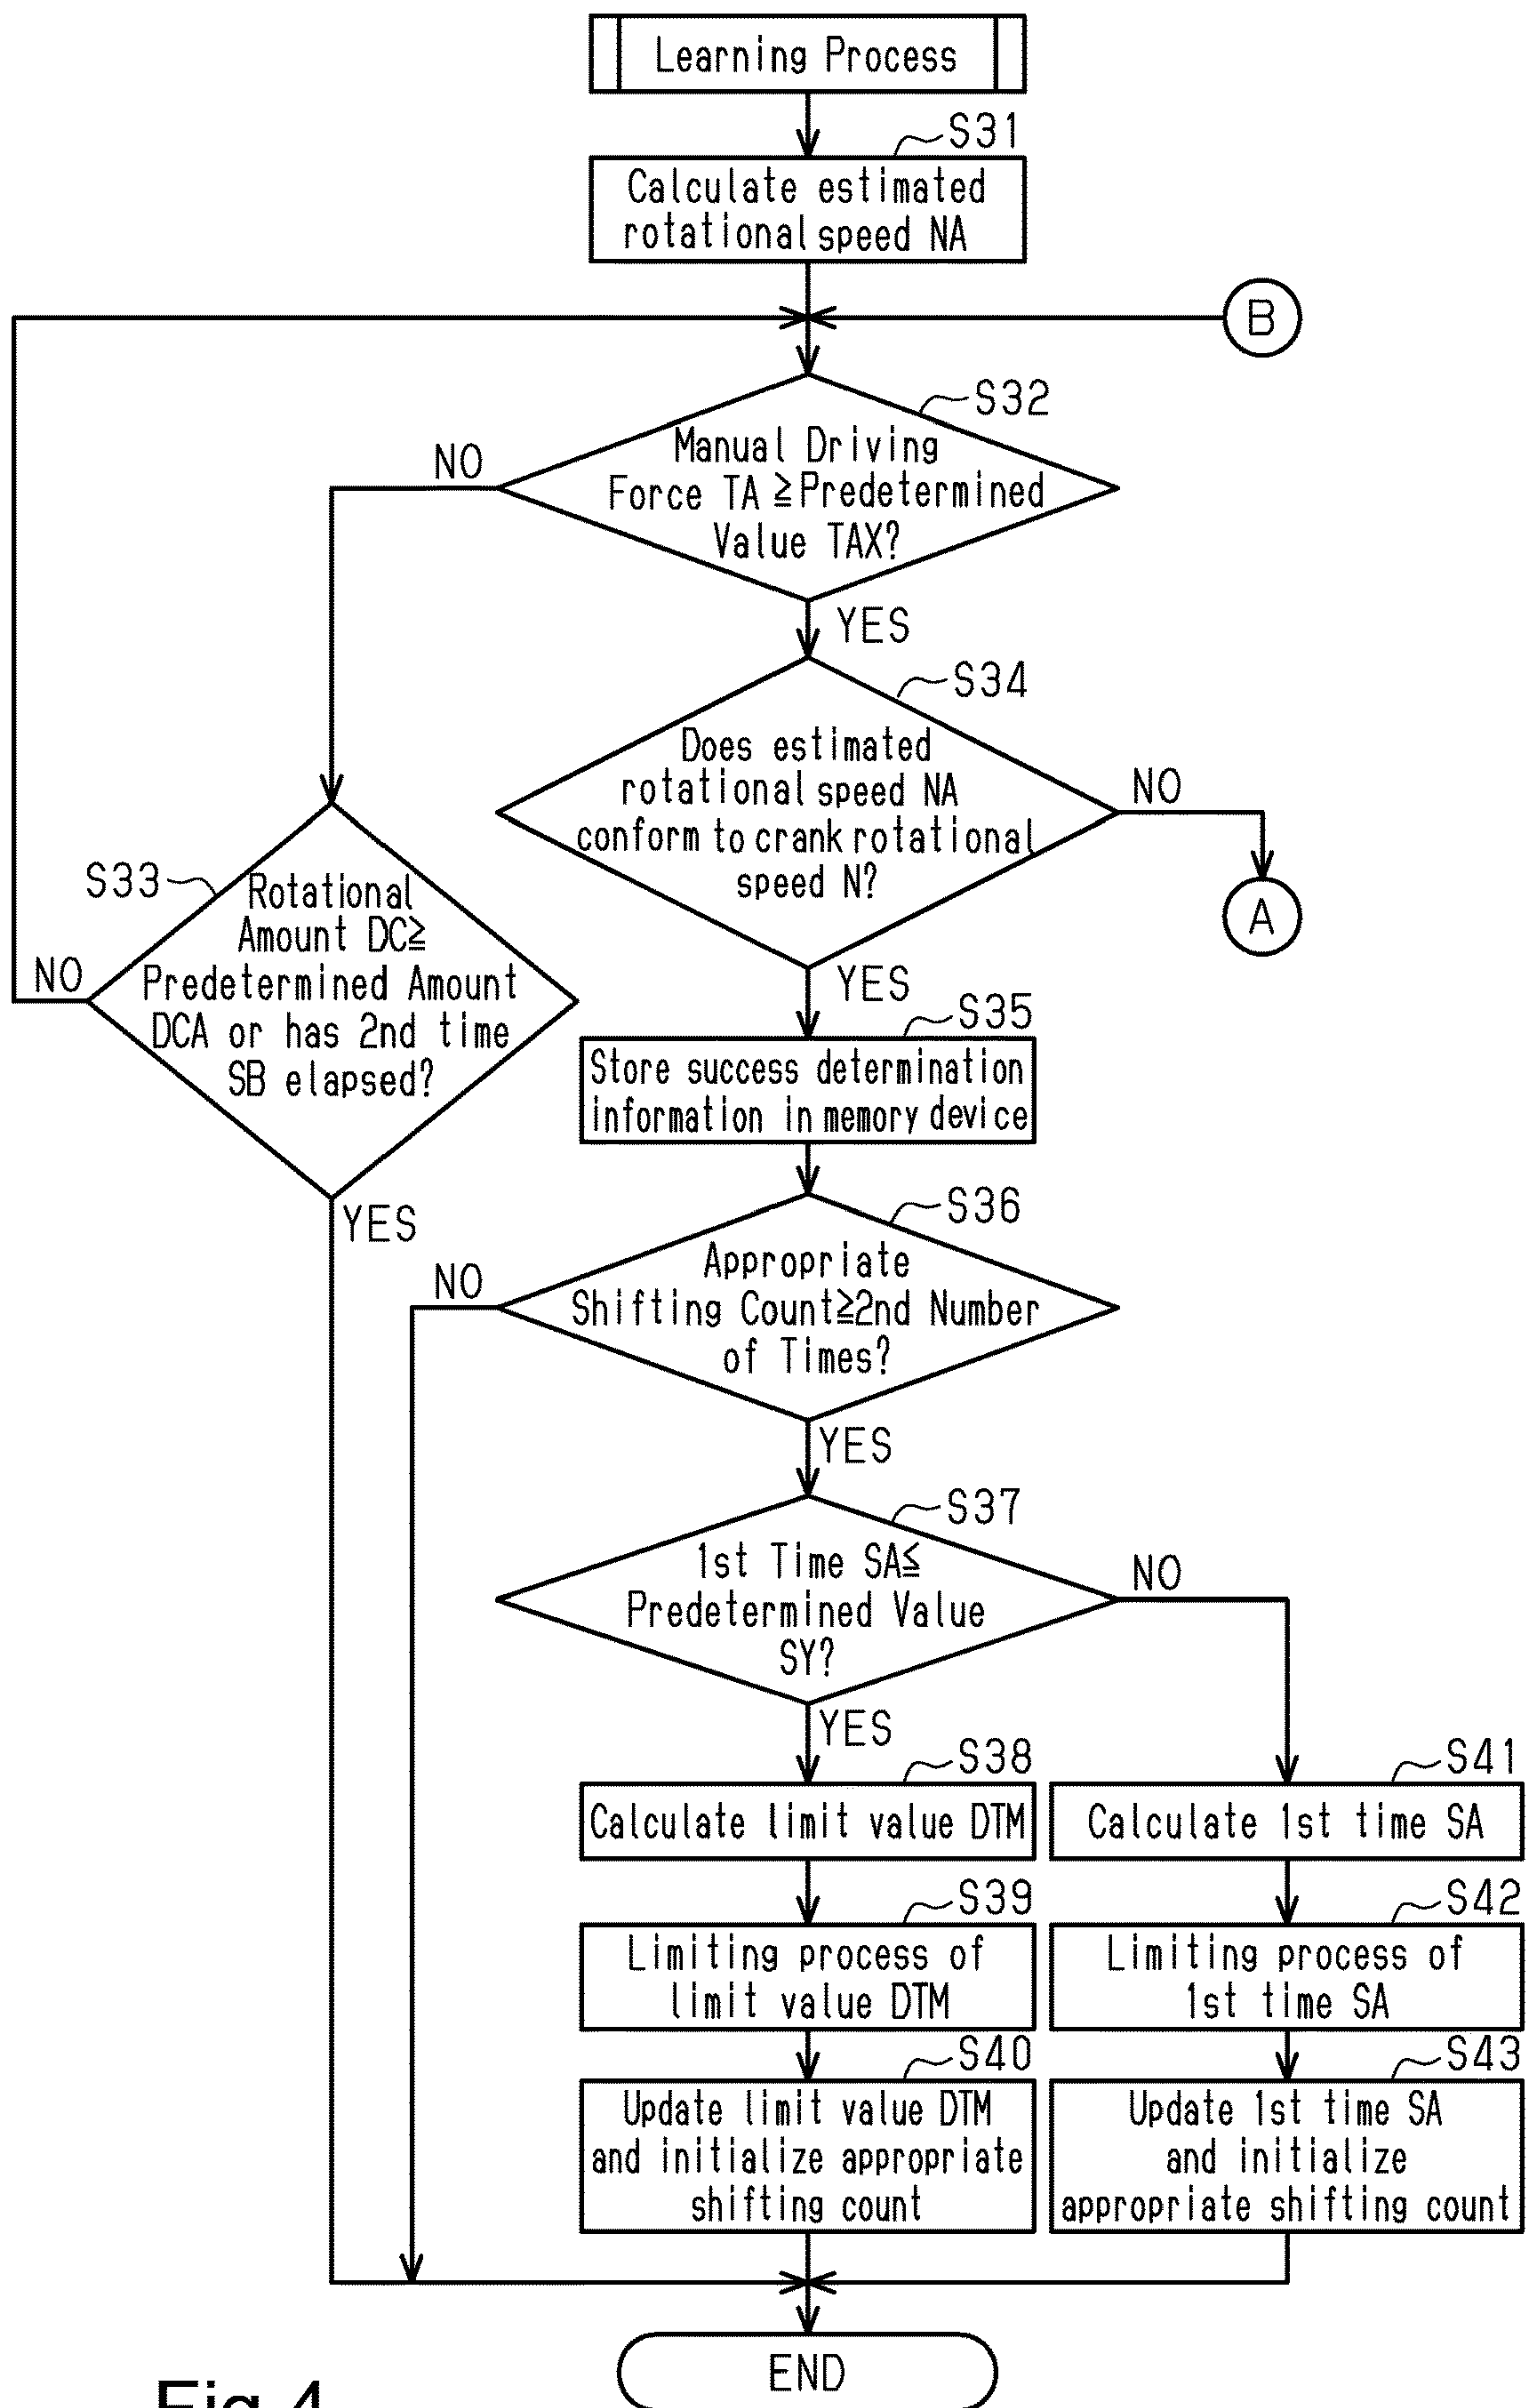 Learning Process
S31
Calculate estimated
rotational speed NA
B
S32
NO
Manual Driving
Force TA ≧Predetermined
Value TAX?
YES
S34
Does estimated
rotational speed NA
conform to crank rotational
speed N?
NO
A
S33
Rotational
Amount DC≧
Predetermined Amount
DCA or has 2nd time
SB elapsed?
NO
YES
YES
S35
Store success determination
information in memory device
S36
NO
Appropriate
Shifting Count≧2nd Number
of Times?
YES
S37
1st Time SA≦
Predetermined Value
SY?
NO
YES
S38
Calculate limit value DTM
S41
Calculate 1st time SA
S39
Limiting process of
limit value DTM
S42
Limiting process of
1st time SA
S40
Update limit value DTM
and initialize appropriate
shifting count
S43
Update 1st time SA
and initialize
appropriate shifting count
END
Fig.4